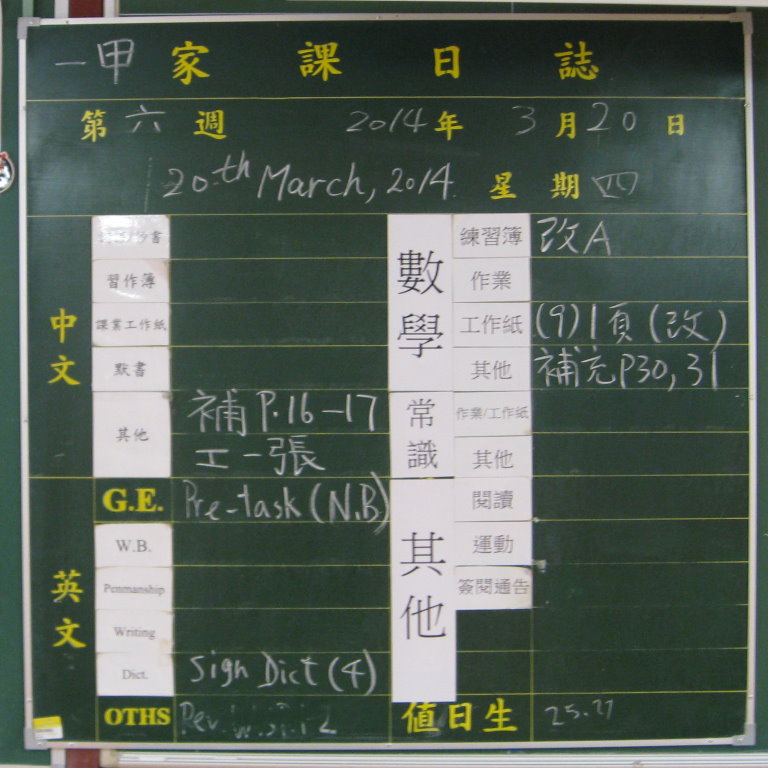 一甲 家課日誌
第六週 2014年 3月20日
20th March, 2014 星期四
中文
習作簿
課業工作紙
默書
其他 補 P.16-17
工一張
英文
G.E. Pre-task (N.B)
W.B.
Penmanship
Writing
Dict. Sign Dict (4)
OTHS
數學
練習簿 改A
作業
工作紙 (9)1頁(改)
其他 補充P30,31
常識
作業/工作紙
其他
其他
閱讀
運動
簽閱通告
值日生 25.27